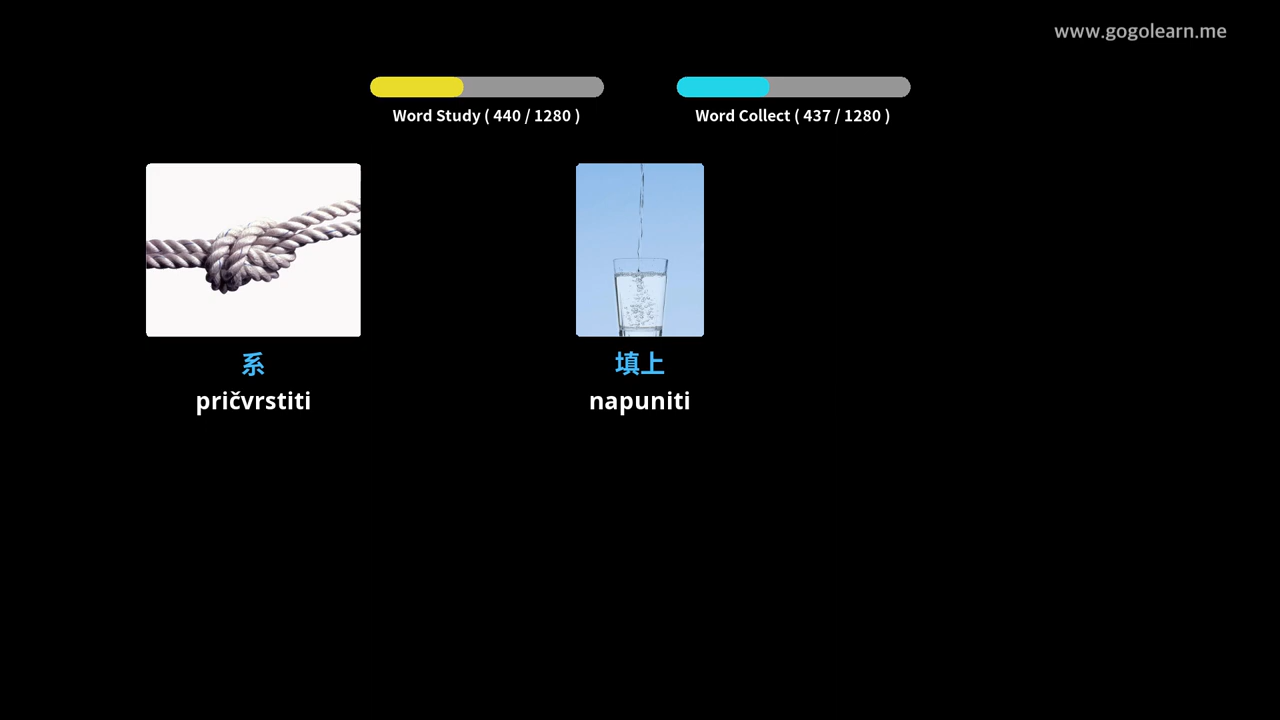 www.gogolearn.me
Word Study ( 440 / 1280 )
Word Collect ( 437 / 1280 )
系
填上
pričvrstiti
napuniti